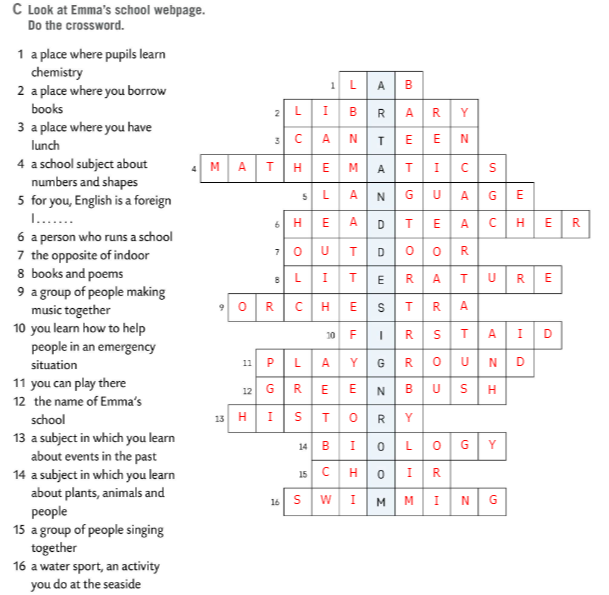 C Look at Emma's school webpage.
Do the crossword.
1 a place where pupils learn
chemistry
2 a place where you borrow
books
3 a place where you have
lunch
4 a school subject about
numbers and shapes
5 for you, English is a foreign
l.......
6 a person who runs a school
7 the opposite of indoor
8 books and poems
9 a group of people making
music together
10 you learn how to help
people in an emergency
situation
11 you can play there
12 the name of Emma's
school
13 a subject in which you learn
about events in the past
14 a subject in which you learn
about plants, animals and
people
15 a group of people singing
together
16 a water sport, an activity
you do at the seaside
1 L A B
2 L I B R A R Y
3 C A N T E E N
4 M A T H E M A T I C S
5 L A N G U A G E
6 H E A D T E A C H E R
7 O U T D O O R
8 L I T E R A T U R E
9 O R C H E S T R A
10 F I R S T A I D
11 P L A Y G R O U N D
12 G R E E N B U S H
13 H I S T O R Y
14 B I O L O G Y
15 C H O I R
16 S W I M M I N G